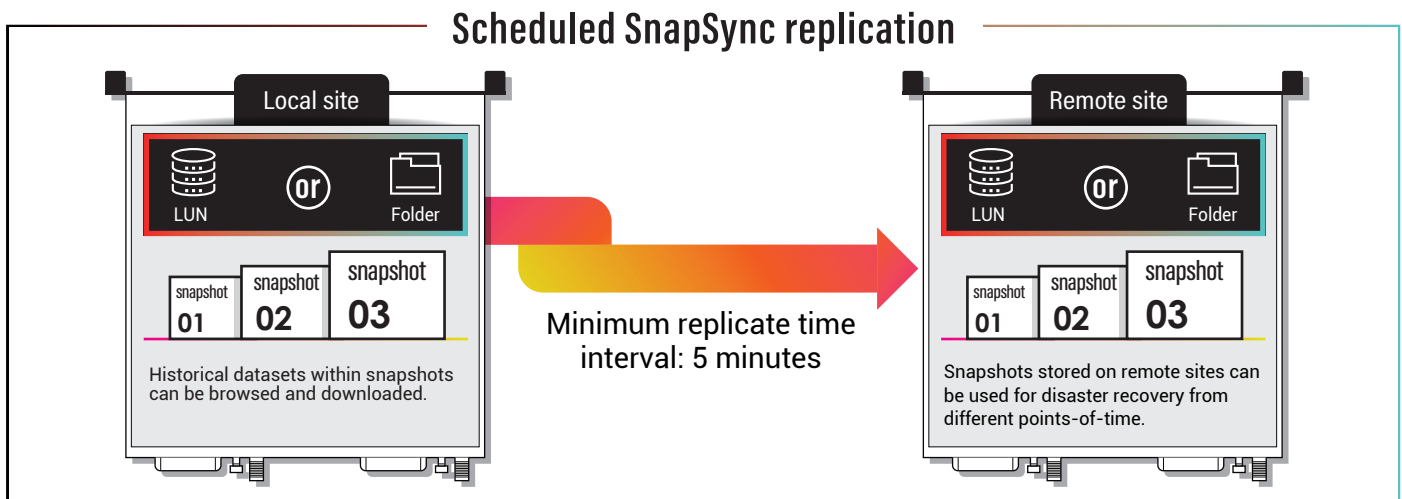 Scheduled SnapSync replication
Local site
LUN
or
Folder
snapshot
01
snapshot
02
snapshot
03
Historical datasets within snapshots
can be browsed and downloaded.
Minimum replicate time
interval: 5 minutes
Remote site
LUN
or
Folder
snapshot
01
snapshot
02
snapshot
03
Snapshots stored on remote sites can
be used for disaster recovery from
different points-of-time.